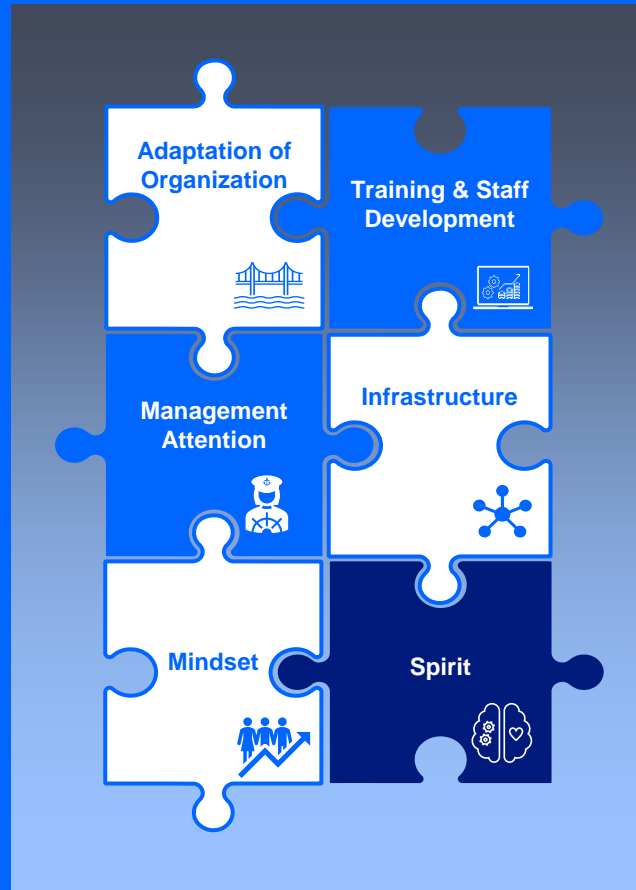 Adaptation of
Organization
Training & Staff
Development
Management
Attention
Infrastructure
Mindset
Spirit